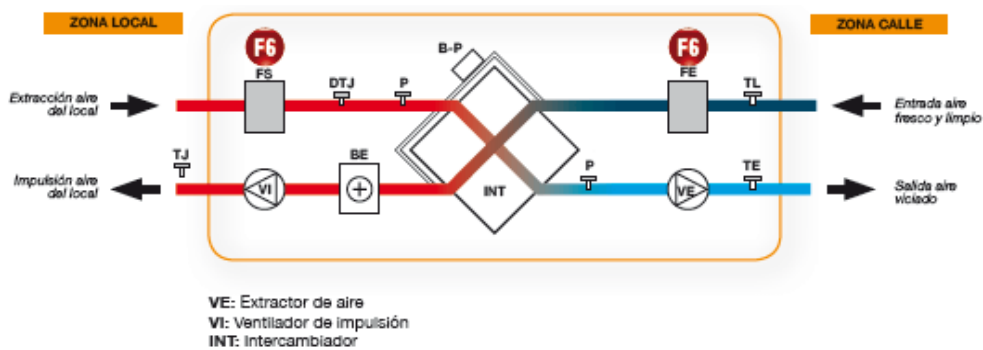 ZONA LOCAL
ZONA CALLE
F6
F6
B-P
FS
FE
DTJ
P
TL
Extracción aire
del local
Entrada aire
fresco y limpio
TJ
BE
P
TE
Impulsión aire
del local
VI
INT
VE
Salida aire
viciado
VE: Extractor de aire
VI: Ventilador de impulsión
INT: Intercambiador